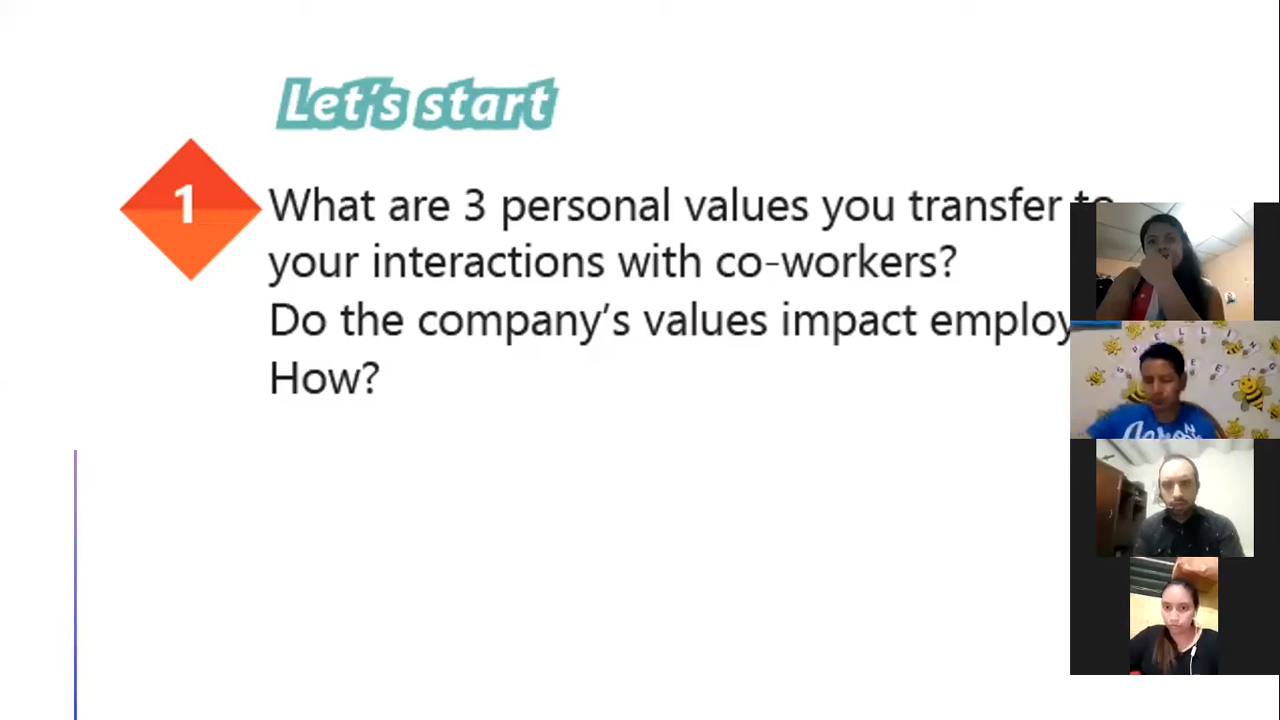 Let's start
1
What are 3 personal values you transfer to
your interactions with co-workers?
Do the company's values impact employ
How?